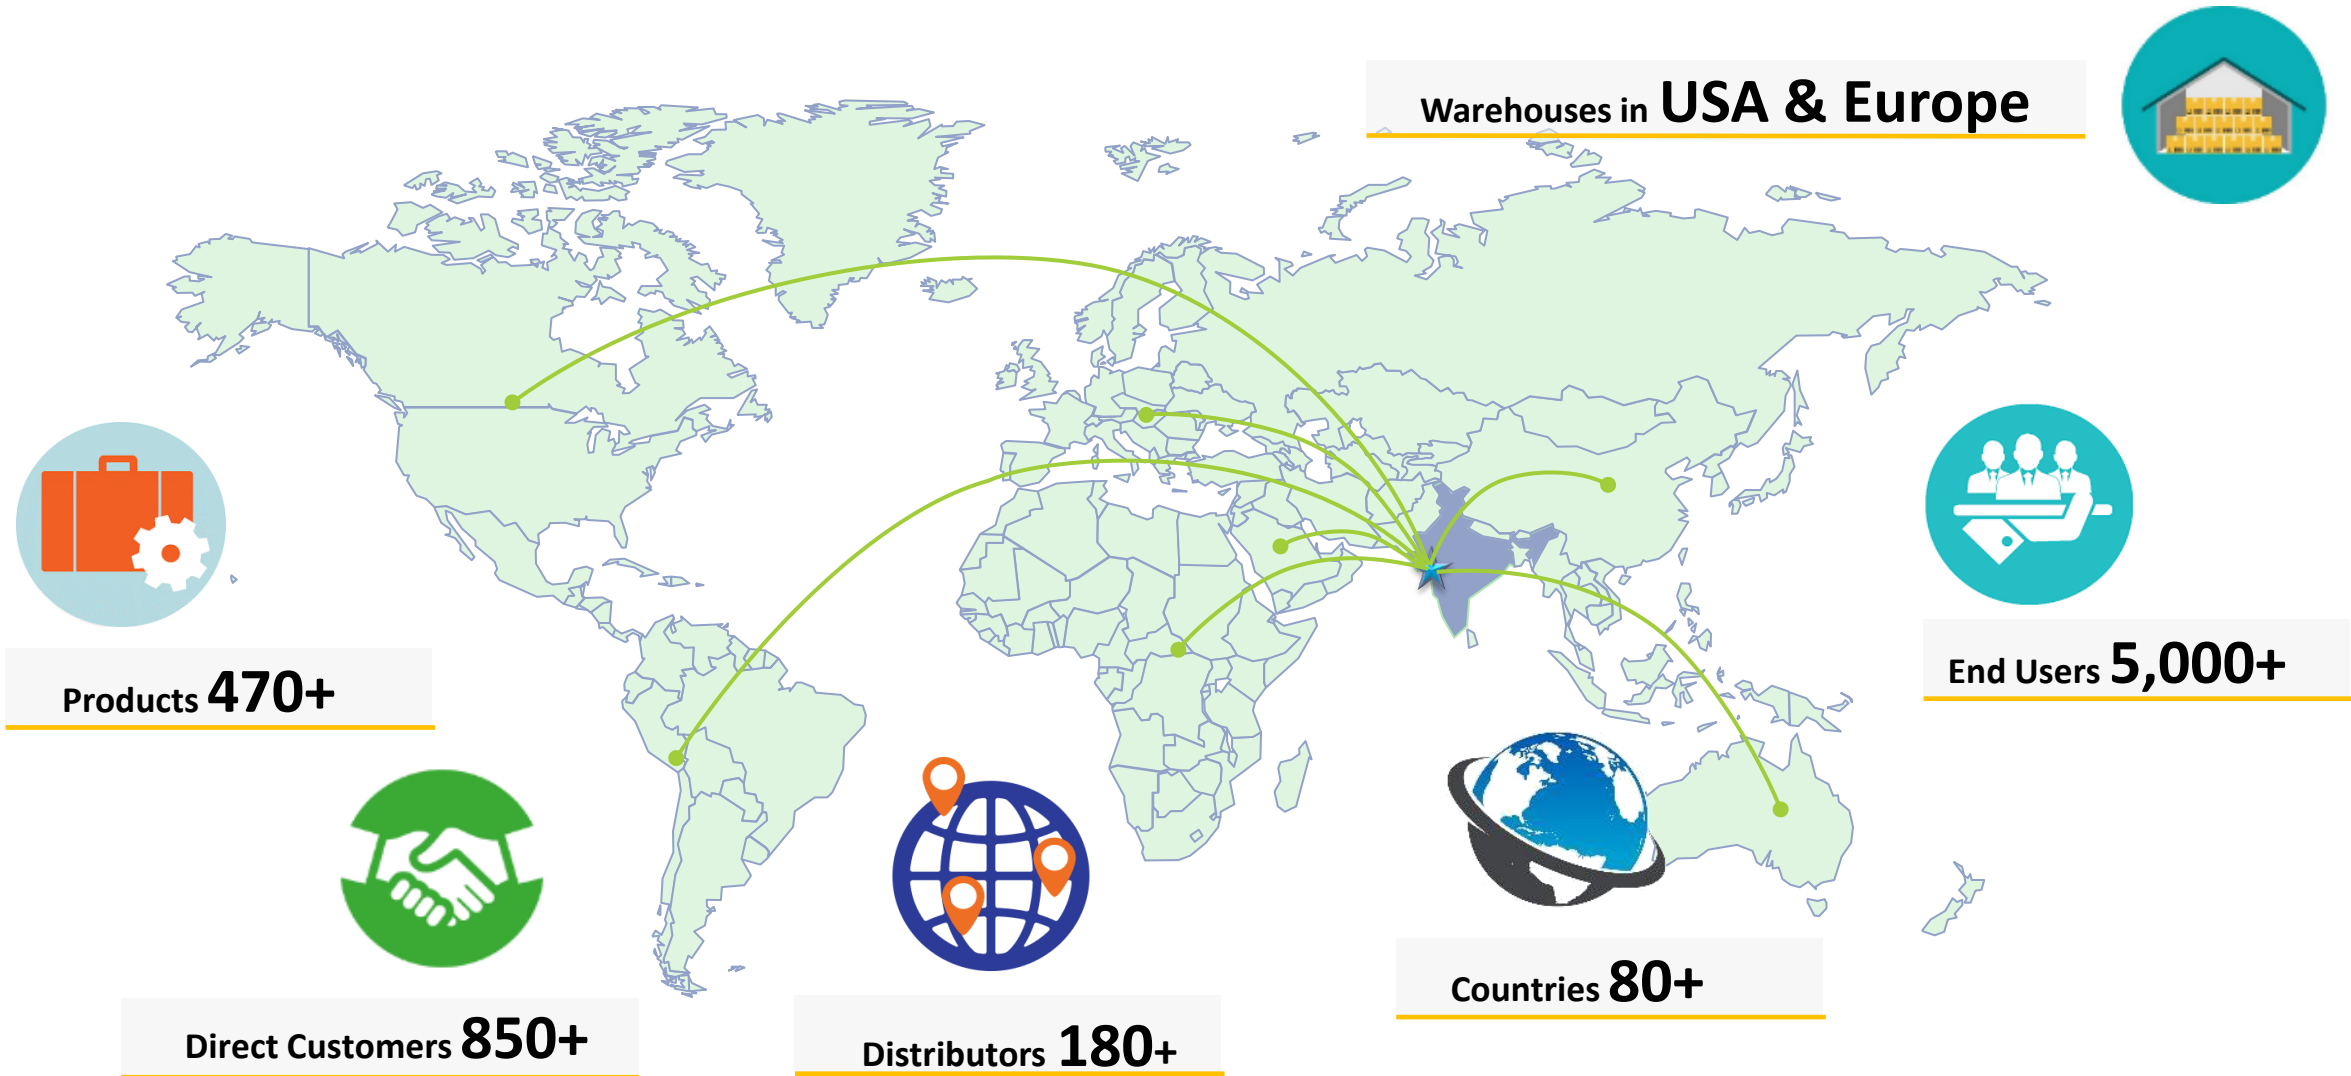 Warehouses in USA & Europe
Products 470+
End Users 5,000+
Direct Customers 850+
Distributors 180+
Countries 80+